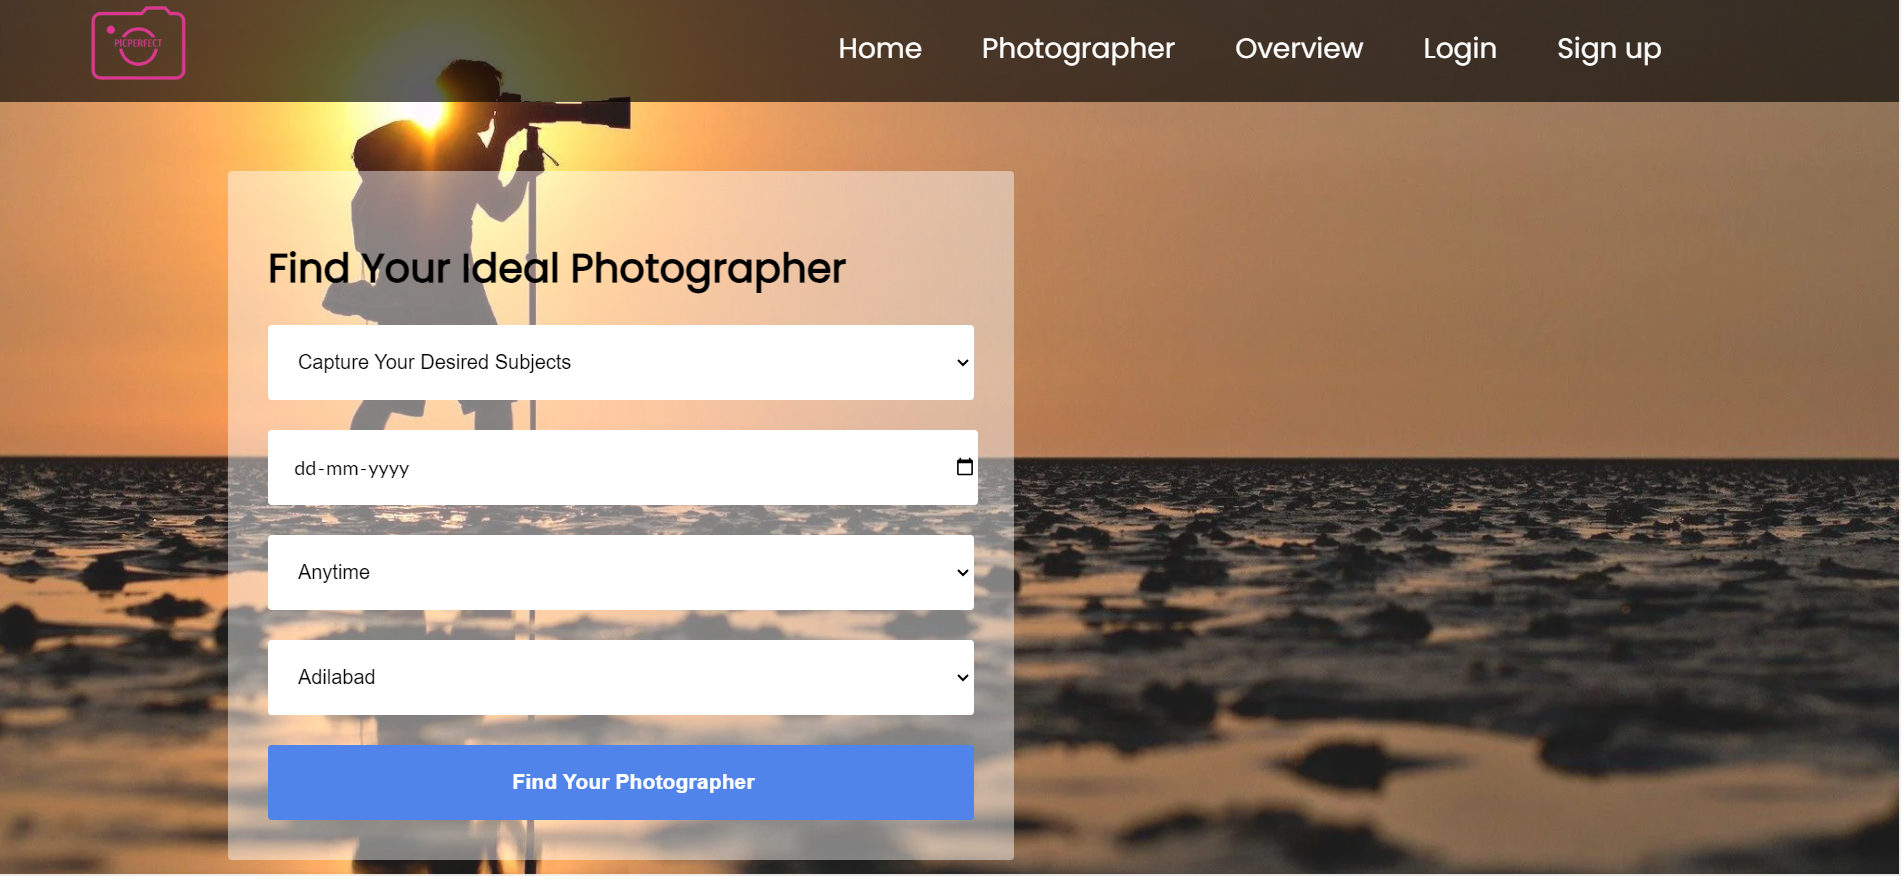 PICPERFECT
Home Photographer Overview Login Sign up
Find Your Ideal Photographer
Capture Your Desired Subjects
dd-mm-yyyy
Anytime
Adilabad
Find Your Photographer